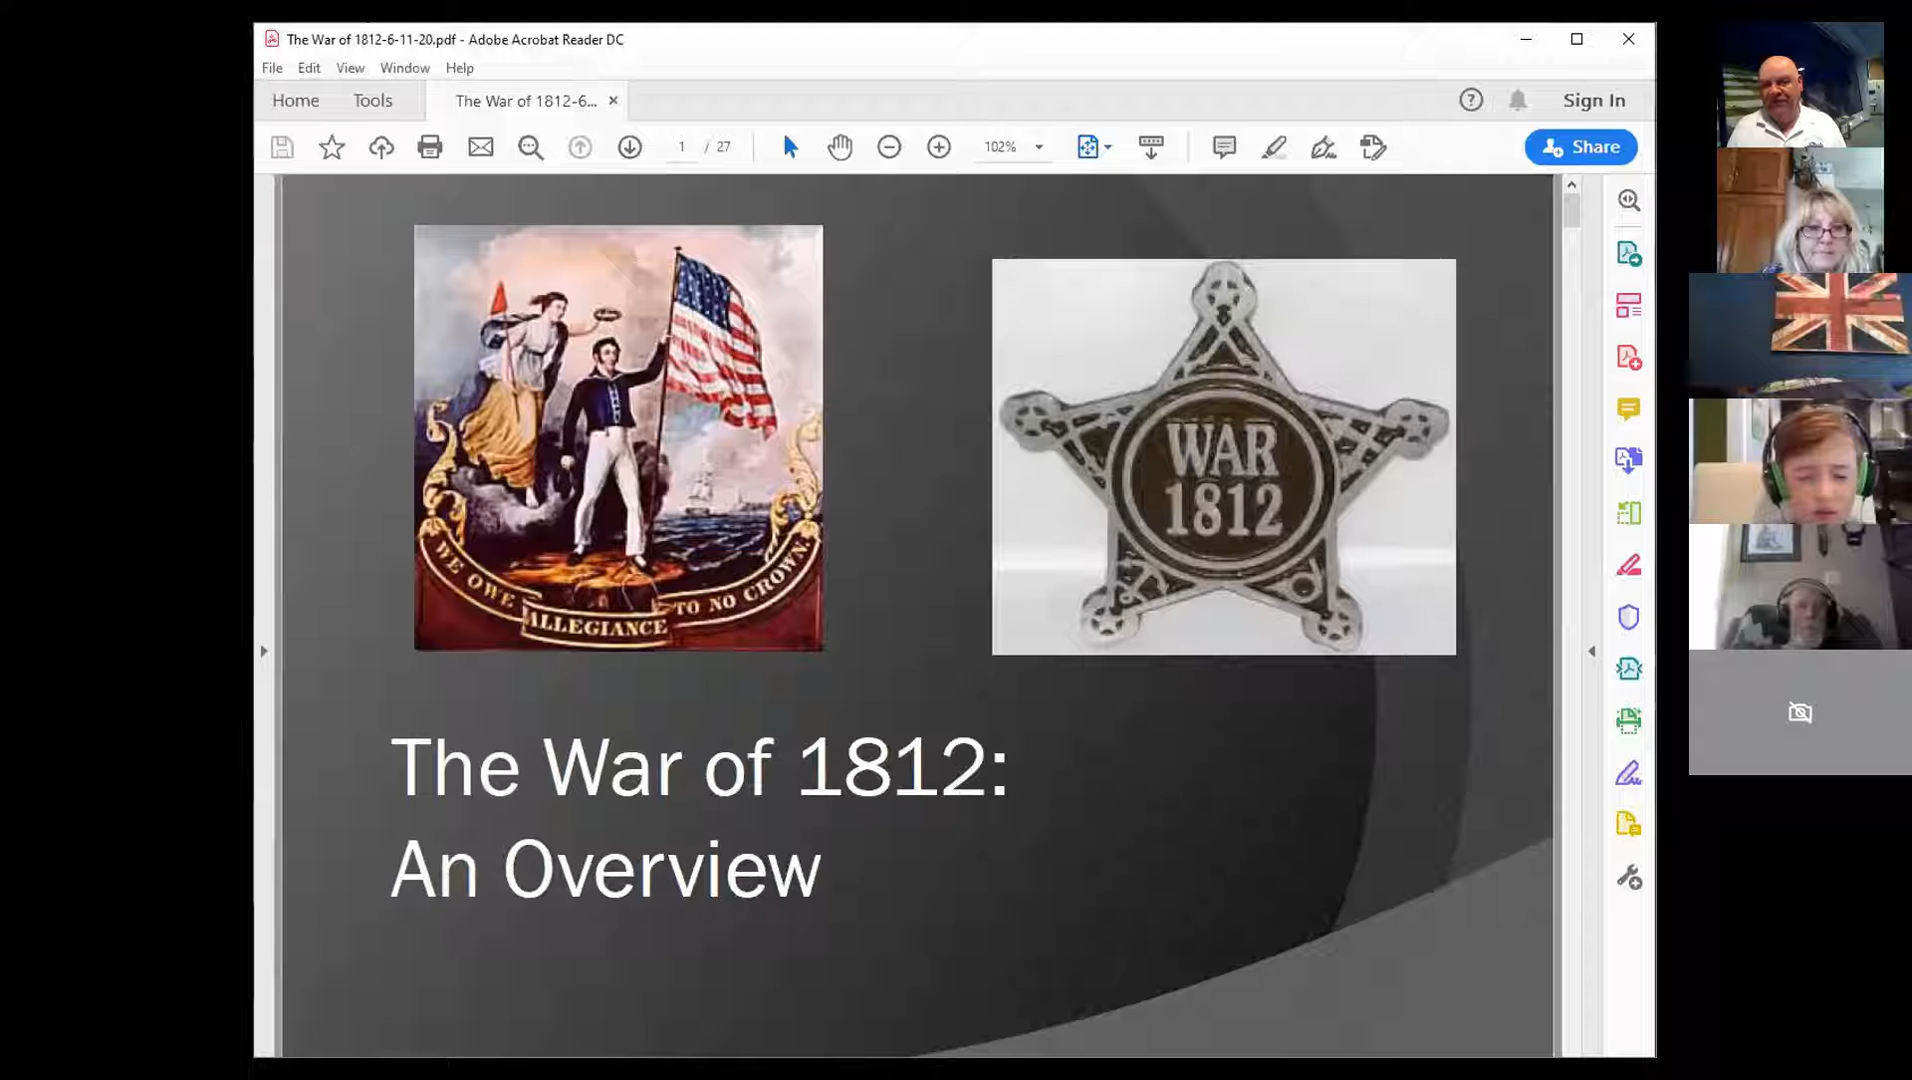 The War of 1812-6-11-20.pdf - Adobe Acrobat Reader DC
File Edit View Window Help
Home Tools The War of 1812-6... × Sign In
1 / 27 102% Share
WAR
1812
WE OWE ALLEGIANCE TO NO CROWN.
The War of 1812:
An Overview